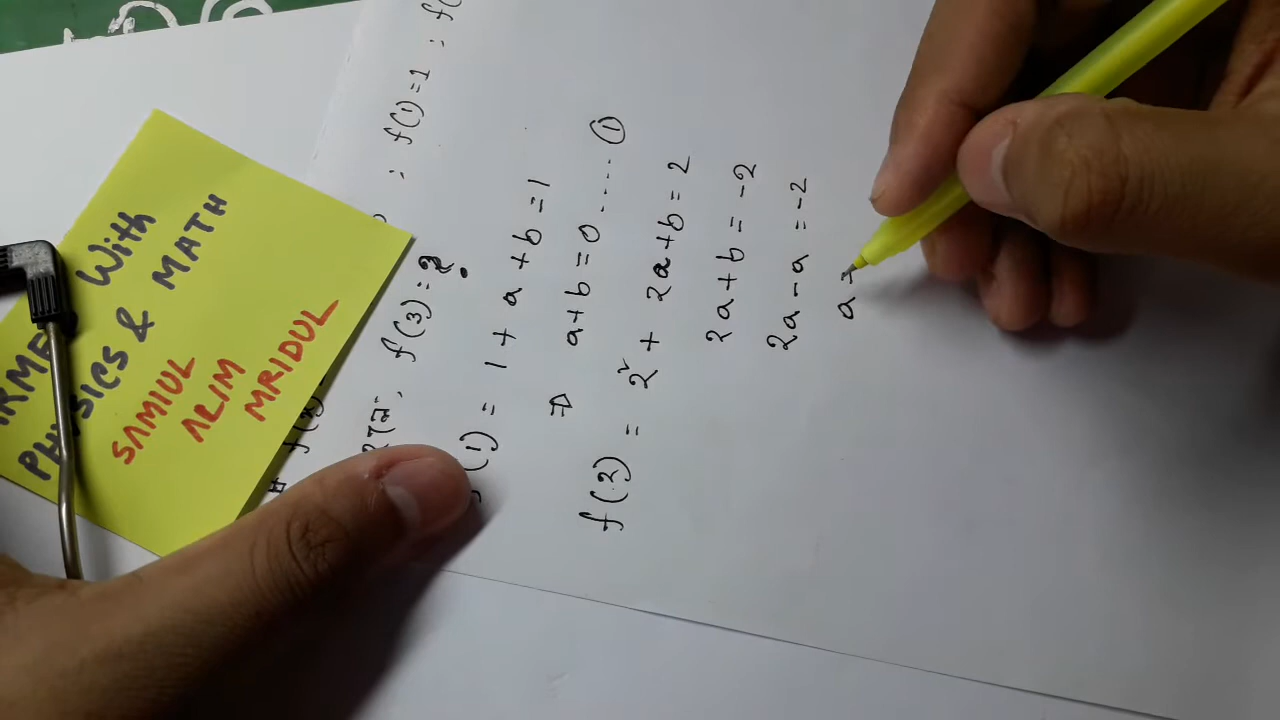 With
PHYSICS & MATH
SAMIUL
ALIM
MRIDUL
: f(1) = 1 :
f(3) = ?
(1) = 1 + a + b = 1
⇒ a + b = 0 ..... ①
f(2) = 2² + 2a + b = 2
2a + b = -2
2a - a = -2
a